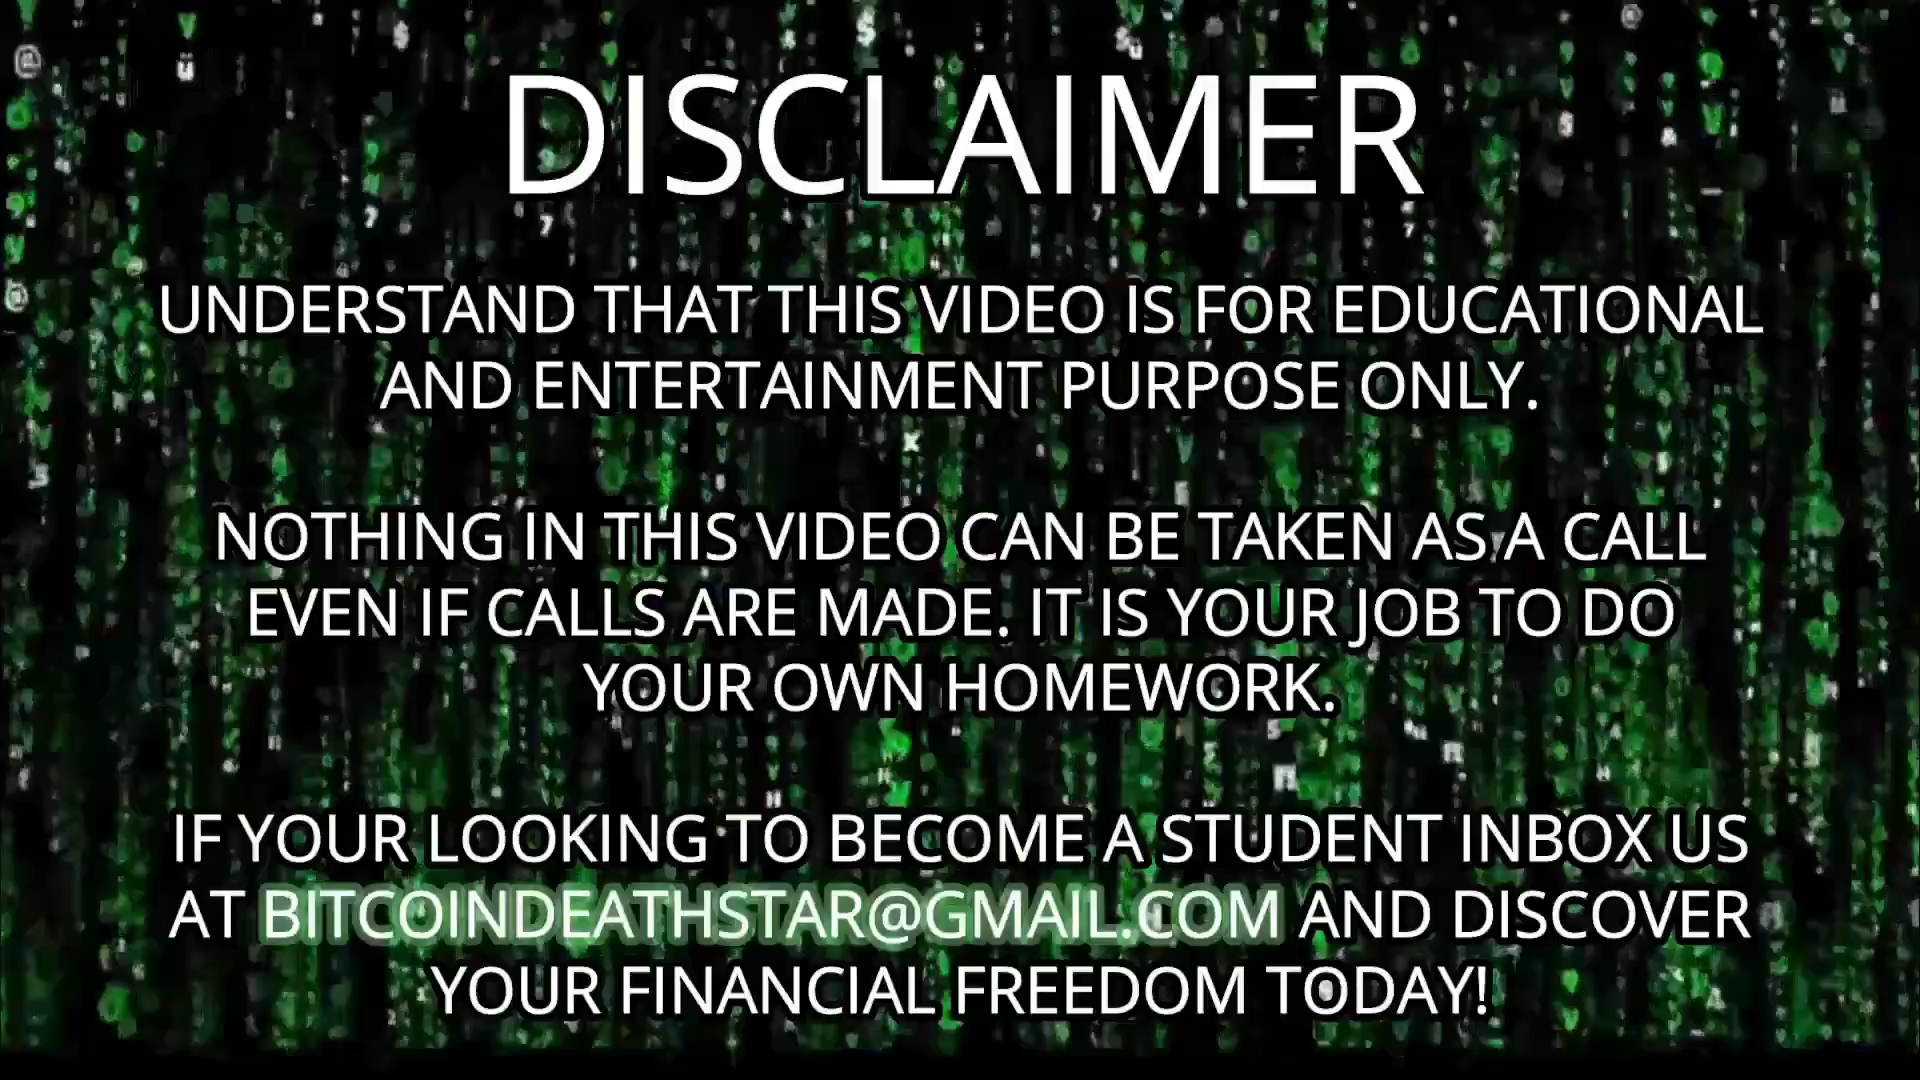 DISCLAIMER
UNDERSTAND THAT THIS VIDEO IS FOR EDUCATIONAL
AND ENTERTAINMENT PURPOSE ONLY.
NOTHING IN THIS VIDEO CAN BE TAKEN AS A CALL
EVEN IF CALLS ARE MADE. IT IS YOUR JOB TO DO
YOUR OWN HOMEWORK.
IF YOUR LOOKING TO BECOME A STUDENT INBOX US
AT BITCOINDEATHSTAR@GMAIL.COM AND DISCOVER
YOUR FINANCIAL FREEDOM TODAY!